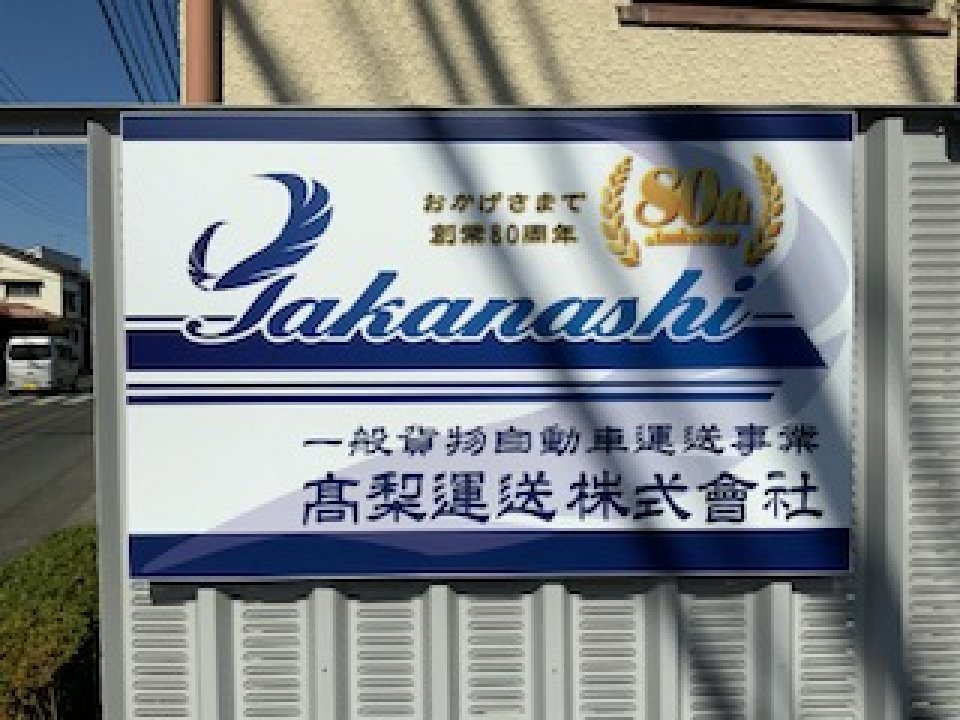 おかげさまで
創業80周年
80th
Anniversary
Takanashi
一般貨物自動車運送事業
髙梨運送株式會社